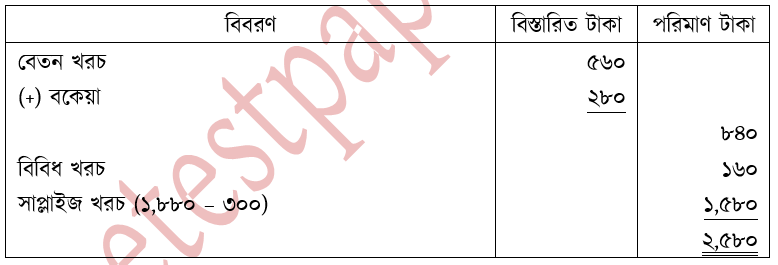 বিবরণ বিস্তারিত টাকা পরিমাণ টাকা
বেতন খরচ ৫৬০
(+) বকেয়া ২৮০
৮৪০
বিবিধ খরচ ১৬০
সাপ্লাইজ খরচ (১,৮৮০ – ৩০০) ১,৫৮০
২,৫৮০
etestpap